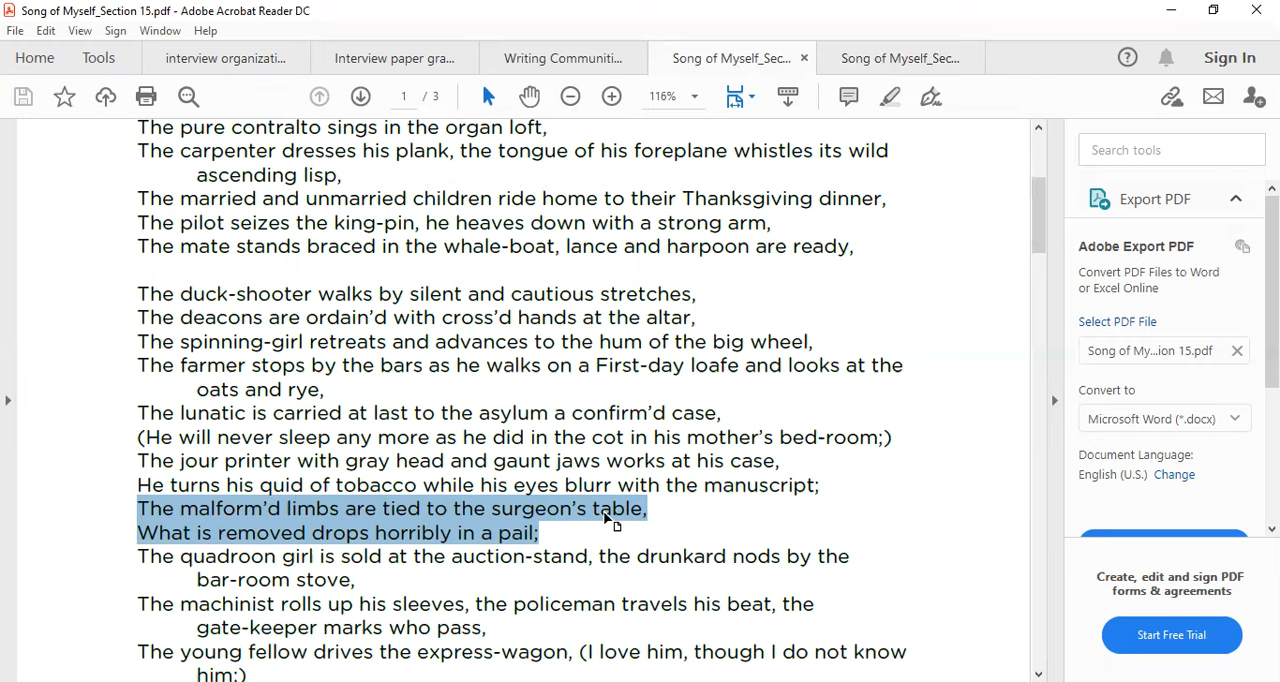 Song of Myself_Section 15.pdf - Adobe Acrobat Reader DC
File Edit View Sign Window Help
Home Tools interview organizati... Interview paper gra... Writing Communiti... Song of Myself_Sec... × Song of Myself_Sec... Sign In
1 / 3 116%
The pure contralto sings in the organ loft,
The carpenter dresses his plank, the tongue of his foreplane whistles its wild
ascending lisp,
The married and unmarried children ride home to their Thanksgiving dinner,
The pilot seizes the king-pin, he heaves down with a strong arm,
The mate stands braced in the whale-boat, lance and harpoon are ready,
The duck-shooter walks by silent and cautious stretches,
The deacons are ordain’d with cross’d hands at the altar,
The spinning-girl retreats and advances to the hum of the big wheel,
The farmer stops by the bars as he walks on a First-day loafe and looks at the
oats and rye,
The lunatic is carried at last to the asylum a confirm’d case,
(He will never sleep any more as he did in the cot in his mother’s bed-room;)
The jour printer with gray head and gaunt jaws works at his case,
He turns his quid of tobacco while his eyes blurr with the manuscript;
The malform’d limbs are tied to the surgeon’s table,
What is removed drops horribly in a pail;
The quadroon girl is sold at the auction-stand, the drunkard nods by the
bar-room stove,
The machinist rolls up his sleeves, the policeman travels his beat, the
gate-keeper marks who pass,
The young fellow drives the express-wagon, (I love him, though I do not know
him;)
Search tools
Export PDF
Adobe Export PDF
Convert PDF Files to Word
or Excel Online
Select PDF File
Song of My...ion 15.pdf
Convert to
Microsoft Word (*.docx)
Document Language:
English (U.S.) Change
Create, edit and sign PDF
forms & agreements
Start Free Trial